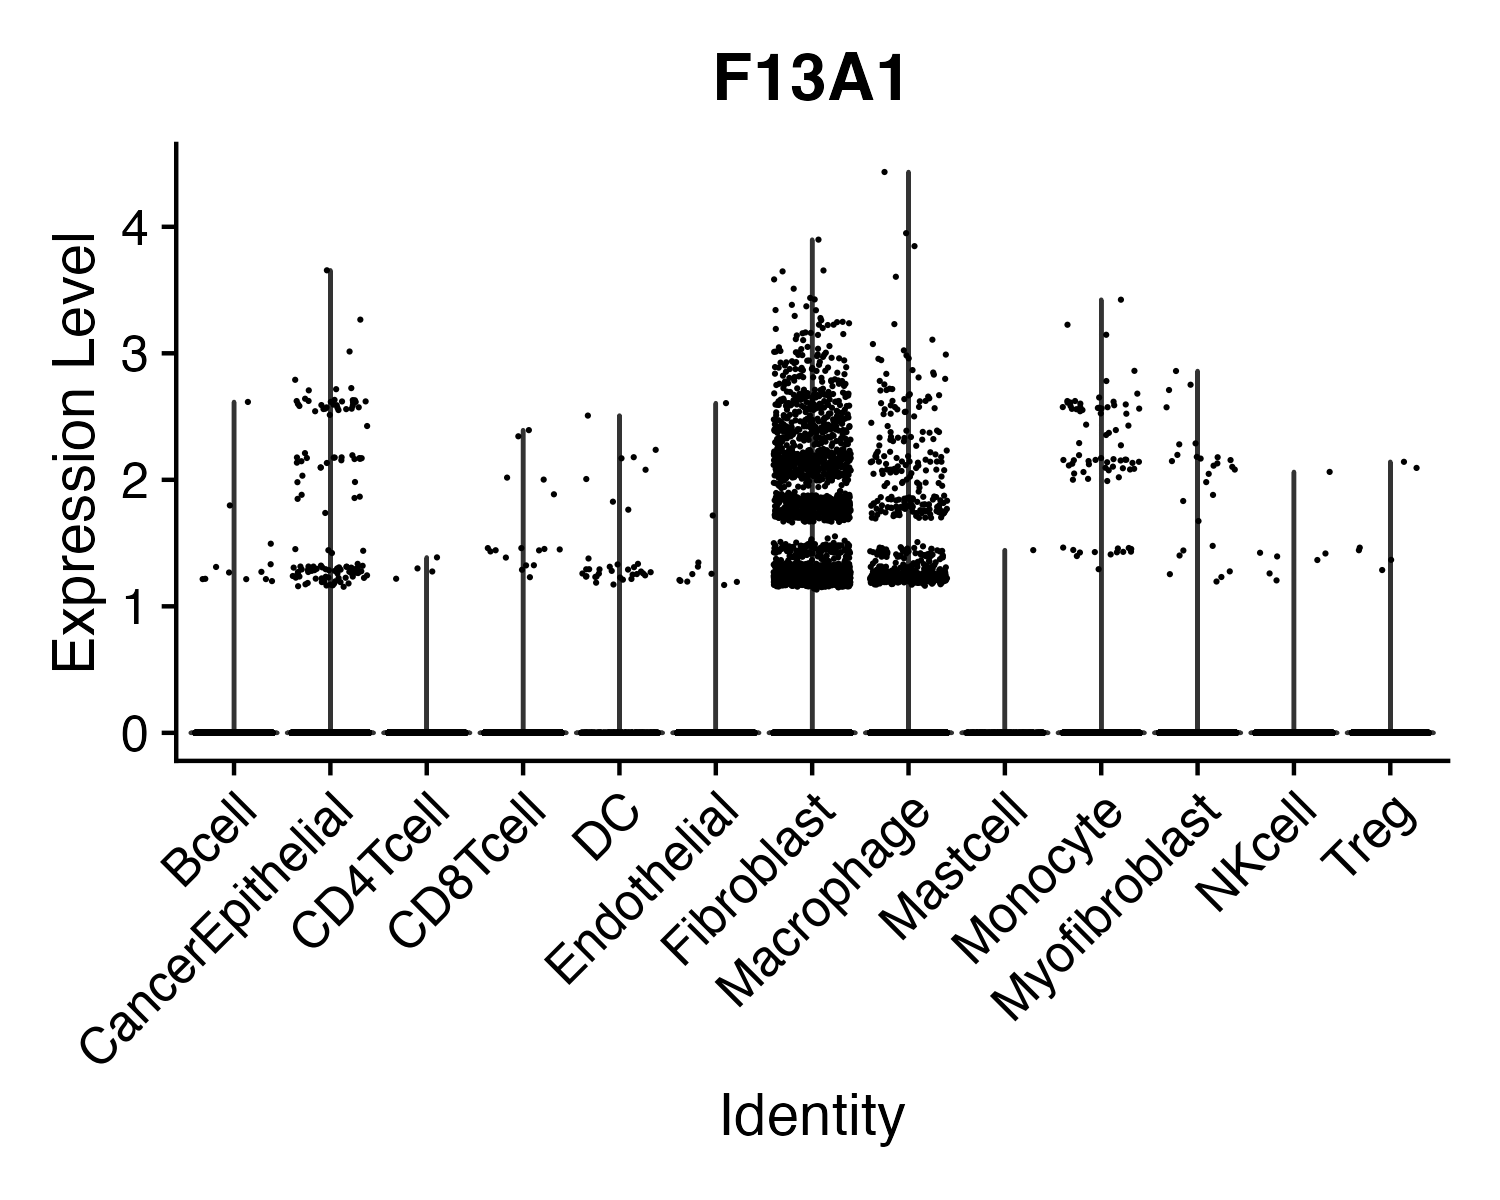 F13A1
Expression Level
4
3
2
1
0
Bcell
CancerEpithelial
CD4Tcell
CD8Tcell
DC
Endothelial
Fibroblast
Macrophage
Mastcell
Monocyte
Myofibroblast
NKcell
Treg
Identity